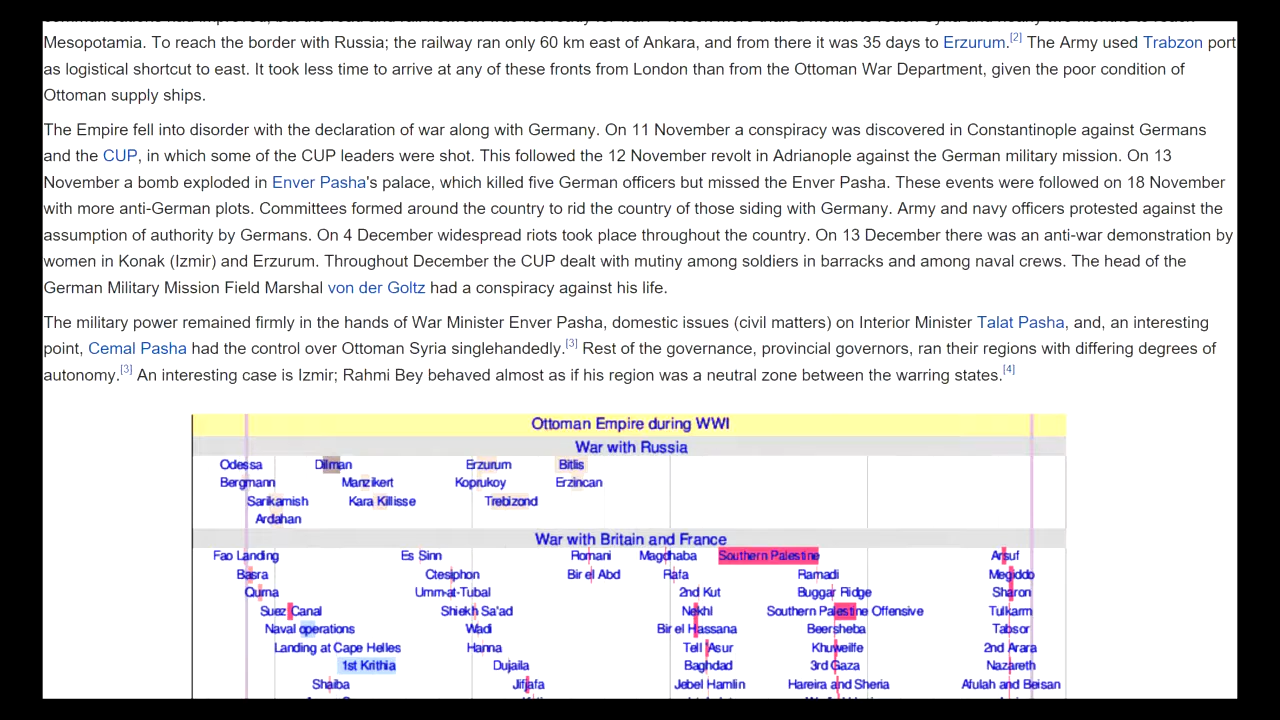 Mesopotamia. To reach the border with Russia; the railway ran only 60 km east of Ankara, and from there it was 35 days to Erzurum.[2] The Army used Trabzon port
as logistical shortcut to east. It took less time to arrive at any of these fronts from London than from the Ottoman War Department, given the poor condition of
Ottoman supply ships.
The Empire fell into disorder with the declaration of war along with Germany. On 11 November a conspiracy was discovered in Constantinople against Germans
and the CUP, in which some of the CUP leaders were shot. This followed the 12 November revolt in Adrianople against the German military mission. On 13
November a bomb exploded in Enver Pasha's palace, which killed five German officers but missed the Enver Pasha. These events were followed on 18 November
with more anti-German plots. Committees formed around the country to rid the country of those siding with Germany. Army and navy officers protested against the
assumption of authority by Germans. On 4 December widespread riots took place throughout the country. On 13 December there was an anti-war demonstration by
women in Konak (Izmir) and Erzurum. Throughout December the CUP dealt with mutiny among soldiers in barracks and among naval crews. The head of the
German Military Mission Field Marshal von der Goltz had a conspiracy against his life.
The military power remained firmly in the hands of War Minister Enver Pasha, domestic issues (civil matters) on Interior Minister Talat Pasha, and, an interesting
point, Cemal Pasha had the control over Ottoman Syria singlehandedly.[3] Rest of the governance, provincial governors, ran their regions with differing degrees of
autonomy.[3] An interesting case is Izmir; Rahmi Bey behaved almost as if his region was a neutral zone between the warring states.[4]
Ottoman Empire during WWI
War with Russia
Odessa Dilman Erzurum Bitlis
Bergmann Manzikert Koprukoy Erzincan
Sarikamish Kara Killisse Trebizond
Ardahan
War with Britain and France
Fao Landing Es Sinn Romani Magdhaba Southern Palestine Arsuf
Basra Ctesiphon Bir el Abd Rafa Ramadi Megiddo
Qurna Umm-at-Tubal 2nd Kut Buggar Ridge Sharon
Suez Canal Shiekh Sa'ad Nekhl Southern Palestine Offensive Tulkarm
Naval operations Wadi Bir el Hassana Beersheba Tabsor
Landing at Cape Helles Hanna Tell 'Asur Khuweilfe 2nd Arara
1st Krithia Dujaila Baghdad 3rd Gaza Nazareth
Shaiba Jifjafa Jebel Hamlin Hareira and Sheria Afulah and Beisan